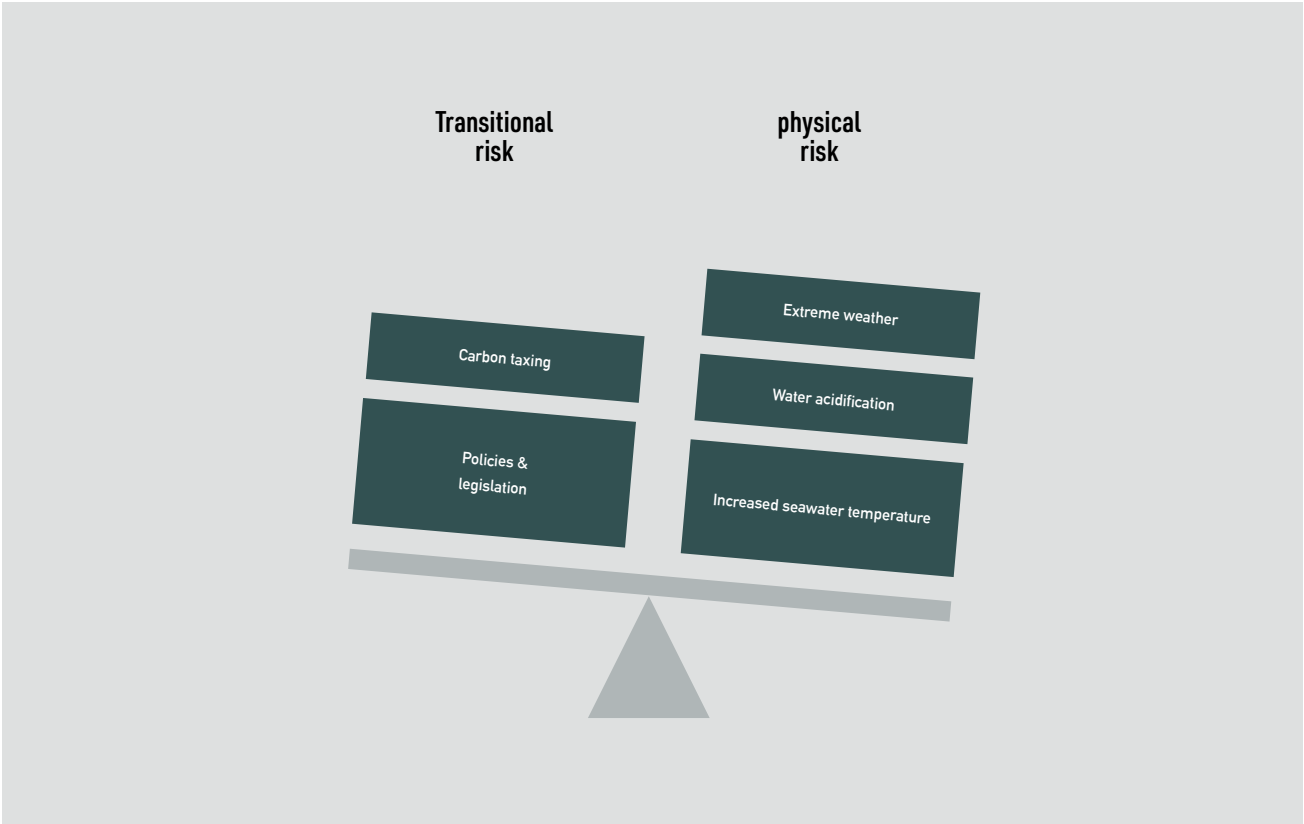 Transitional
risk
physical
risk
Carbon taxing
Policies &
legislation
Extreme weather
Water acidification
Increased seawater temperature